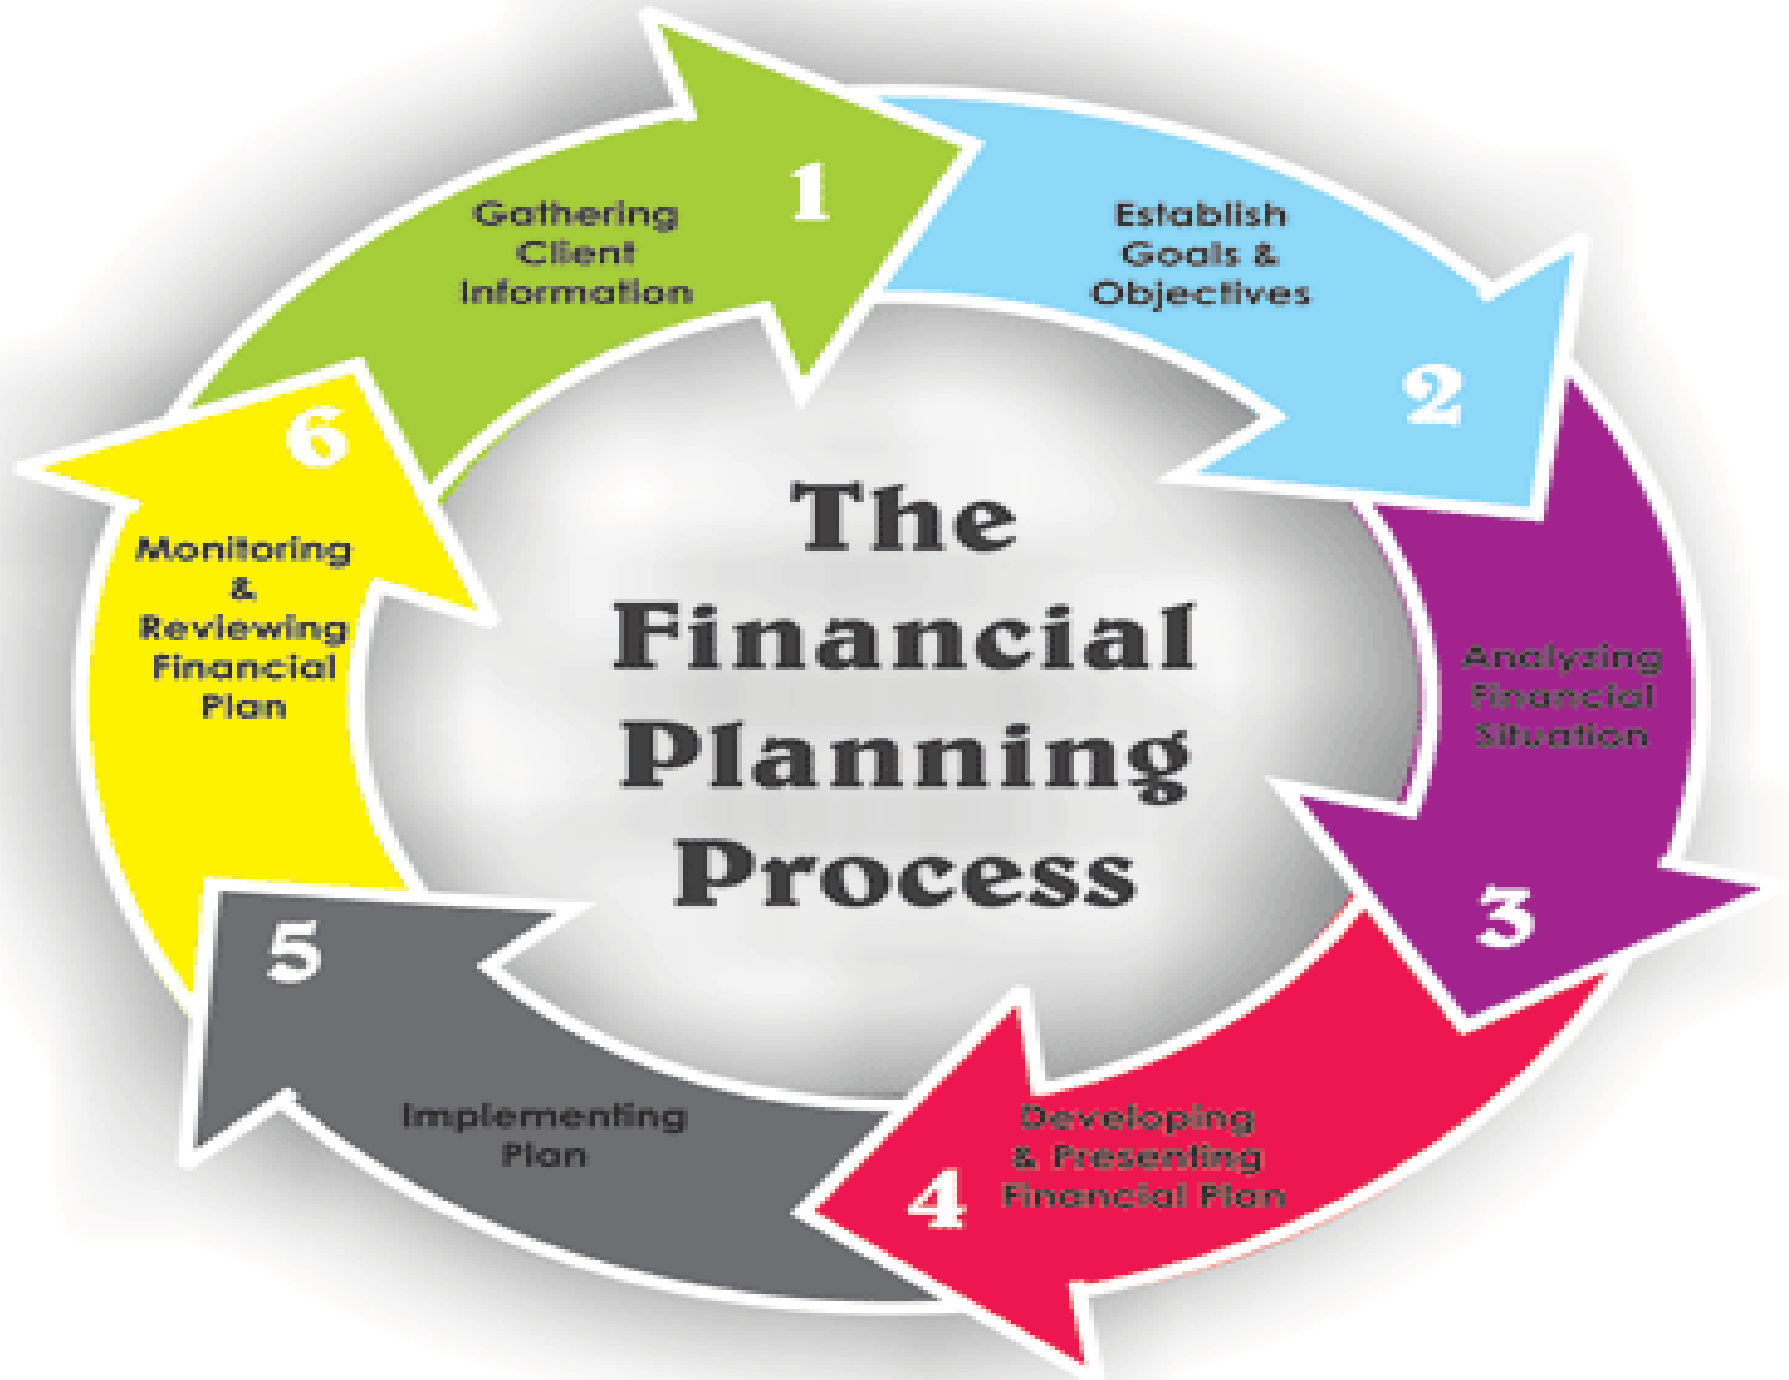 The
Financial
Planning
Process
1
Gathering
Client
Information
2
Establish
Goals &
Objectives
3
Analyzing
Financial
Situation
4
Developing
& Presenting
Financial Plan
5
Implementing
Plan
6
Monitoring
&
Reviewing
Financial
Plan